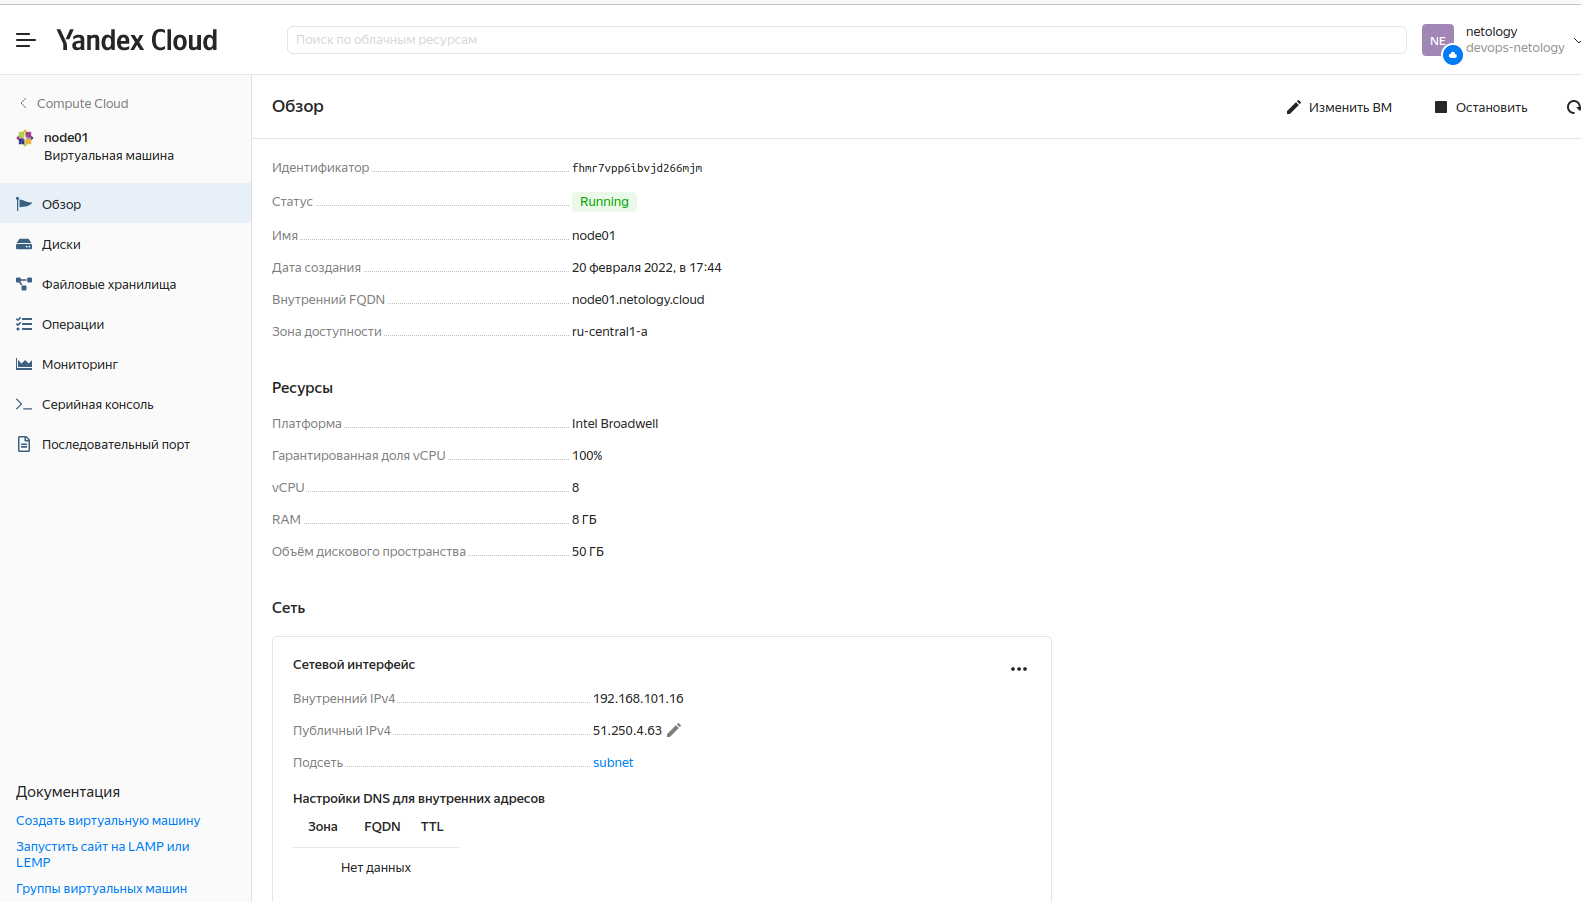 Yandex Cloud
Поиск по облачным ресурсам
NE
netology
devops-netology
Compute Cloud
node01
Виртуальная машина
Обзор
Диски
Файловые хранилища
Операции
Мониторинг
Серийная консоль
Последовательный порт
Документация
Создать виртуальную машину
Запустить сайт на LAMP или
LEMP
Группы виртуальных машин
Обзор
Изменить ВМ
Остановить
Идентификатор fhmr7vpp6ibvjd266mjm
Статус Running
Имя node01
Дата создания 20 февраля 2022, в 17:44
Внутренний FQDN node01.netology.cloud
Зона доступности ru-central1-a
Ресурсы
Платформа Intel Broadwell
Гарантированная доля vCPU 100%
vCPU 8
RAM 8 ГБ
Объём дискового пространства 50 ГБ
Сеть
Сетевой интерфейс
Внутренний IPv4 192.168.101.16
Публичный IPv4 51.250.4.63
Подсеть subnet
Настройки DNS для внутренних адресов
Зона FQDN TTL
Нет данных